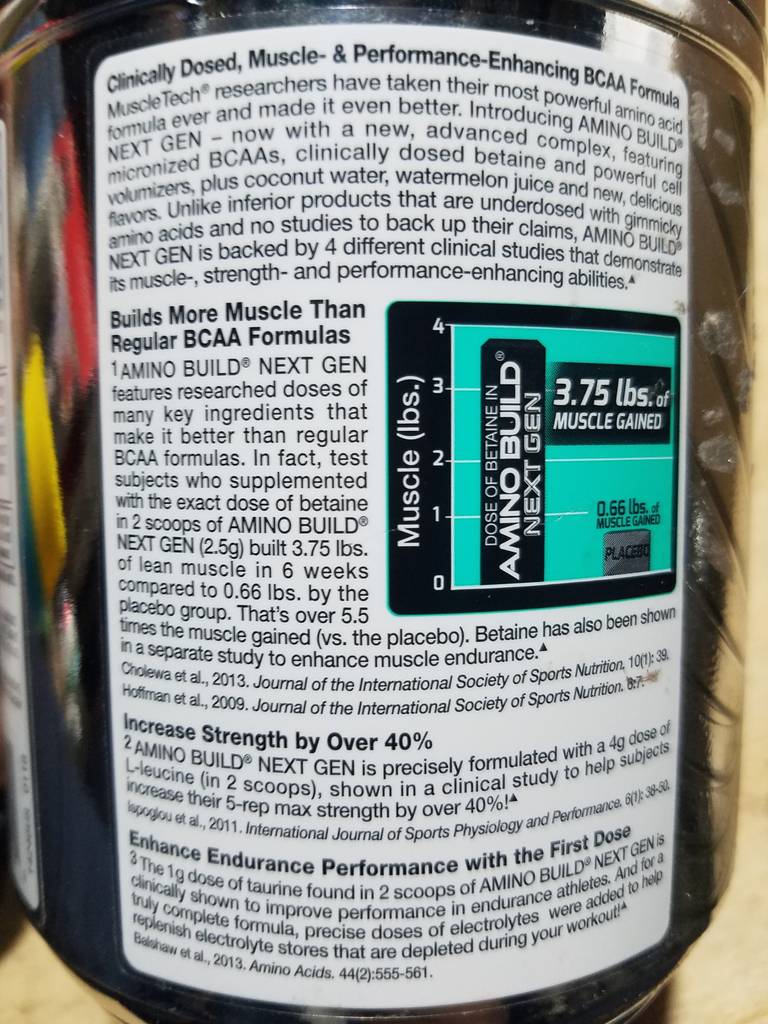 Clinically Dosed, Muscle- & Performance-Enhancing BCAA Formula
MuscleTech® researchers have taken their most powerful amino acid
formula ever and made it even better. Introducing AMINO BUILD®
NEXT GEN – now with a new, advanced complex, featuring
micronized BCAAs, clinically dosed betaine and powerful cell
volumizers, plus coconut water, watermelon juice and new, delicious
flavors. Unlike inferior products that are underdosed with gimmicky
amino acids and no studies to back up their claims, AMINO BUILD®
NEXT GEN is backed by 4 different clinical studies that demonstrate
its muscle-, strength- and performance-enhancing abilities.▲
Builds More Muscle Than
Regular BCAA Formulas
1AMINO BUILD® NEXT GEN
features researched doses of
many key ingredients that
make it better than regular
BCAA formulas. In fact, test
subjects who supplemented
with the exact dose of betaine
in 2 scoops of AMINO BUILD®
NEXT GEN (2.5g) built 3.75 lbs.
of lean muscle in 6 weeks
compared to 0.66 lbs. by the
placebo group. That's over 5.5
times the muscle gained (vs. the placebo). Betaine has also been shown
in a separate study to enhance muscle endurance.▲
Cholewa et al., 2013. Journal of the International Society of Sports Nutrition. 10(1): 39.
Hoffman et al., 2009. Journal of the International Society of Sports Nutrition. 6:7.
Muscle (lbs.)
4
3
2
1
0
DOSE OF BETAINE IN
AMINO BUILD®
NEXT GEN
3.75 lbs. of
MUSCLE GAINED
0.66 lbs. of
MUSCLE GAINED
PLACEBO
Increase Strength by Over 40%
2 AMINO BUILD® NEXT GEN is precisely formulated with a 4g dose of
L-leucine (in 2 scoops), shown in a clinical study to help subjects
increase their 5-rep max strength by over 40%!▲
Ispoglou et al., 2011. International Journal of Sports Physiology and Performance. 6(1): 38-50.
Enhance Endurance Performance with the First Dose
3 The 1g dose of taurine found in 2 scoops of AMINO BUILD® NEXT GEN is
clinically shown to improve performance in endurance athletes. And for a
truly complete formula, precise doses of electrolytes were added to help
replenish electrolyte stores that are depleted during your workout!▲
Balshaw et al., 2013. Amino Acids. 44(2):555-561.